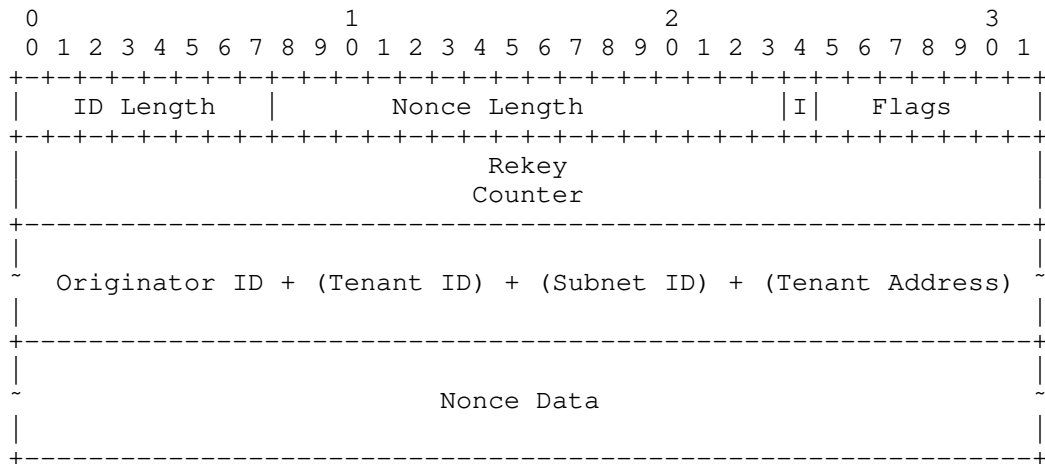 0 1 2 3
0 1 2 3 4 5 6 7 8 9 0 1 2 3 4 5 6 7 8 9 0 1 2 3 4 5 6 7 8 9 0 1
+-+-+-+-+-+-+-+-+-+-+-+-+-+-+-+-+-+-+-+-+-+-+-+-+-+-+-+-+-+-+-+-+
| ID Length | Nonce Length |I| Flags |
+-+-+-+-+-+-+-+-+-+-+-+-+-+-+-+-+-+-+-+-+-+-+-+-+-+-+-+-+-+-+-+-+
| Rekey |
| Counter |
+---------------------------------------------------------------+
| |
~ Originator ID + (Tenant ID) + (Subnet ID) + (Tenant Address) ~
| |
+---------------------------------------------------------------+
| |
~ Nonce Data ~
| |
+---------------------------------------------------------------+